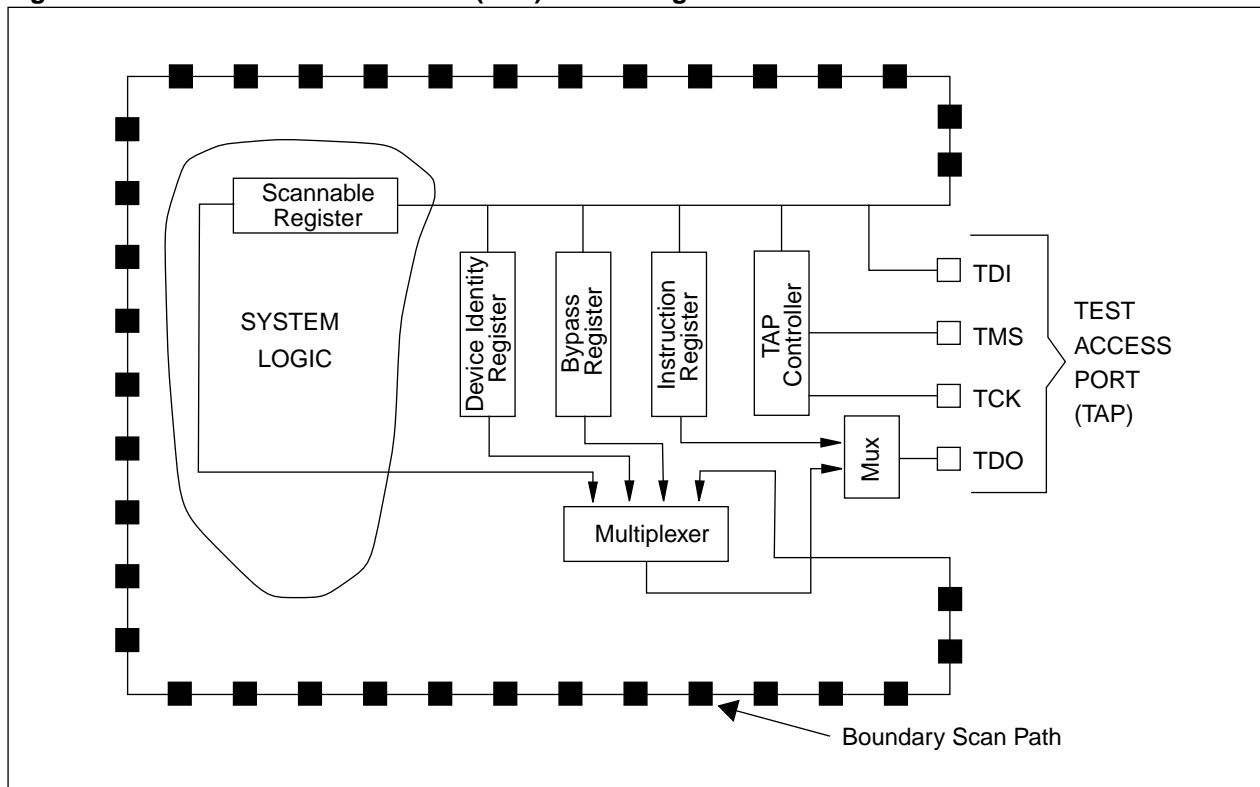 Scannable
Register
SYSTEM
LOGIC
Device Identity
Register
Bypass
Register
Instruction
Register
TAP
Controller
TDI
TMS
TCK
TDO
TEST
ACCESS
PORT
(TAP)
Mux
Multiplexer
Boundary Scan Path